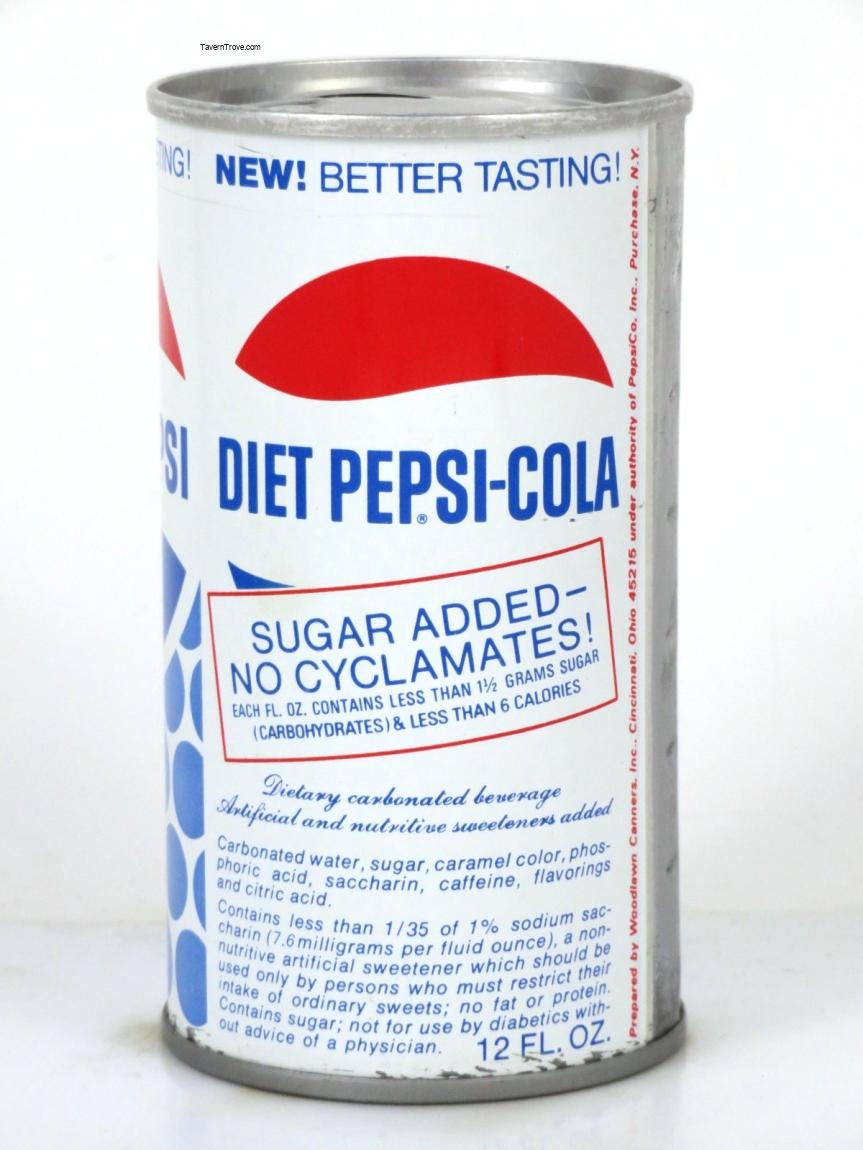 TavernTrove.com
TING!
NEW! BETTER TASTING!
PSI
DIET PEPSI-COLA
®
SUGAR ADDED—
NO CYCLAMATES!
EACH FL. OZ. CONTAINS LESS THAN 1½ GRAMS SUGAR
(CARBOHYDRATES) & LESS THAN 6 CALORIES
Dietary carbonated beverage
Artificial and nutritive sweeteners added
Carbonated water, sugar, caramel color, phos-
phoric acid, saccharin, caffeine, flavorings
and citric acid.
Contains less than 1/35 of 1% sodium sac-
charin (7.6 milligrams per fluid ounce), a non-
nutritive artificial sweetener which should be
used only by persons who must restrict their
intake of ordinary sweets; no fat or protein.
Contains sugar; not for use by diabetics with-
out advice of a physician.
12 FL. OZ.
Prepared by Woodlawn Canners, Inc., Cincinnati, Ohio 45215 under authority of PepsiCo, Inc., Purchase, N.Y.